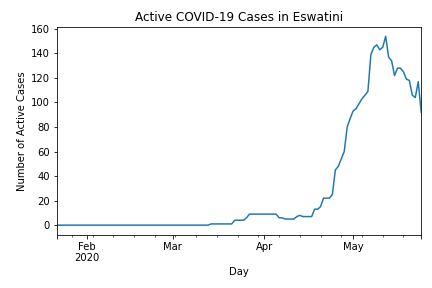 Active COVID-19 Cases in Eswatini
Number of Active Cases
160
140
120
100
80
60
40
20
0
Feb
2020
Mar
Apr
May
Day